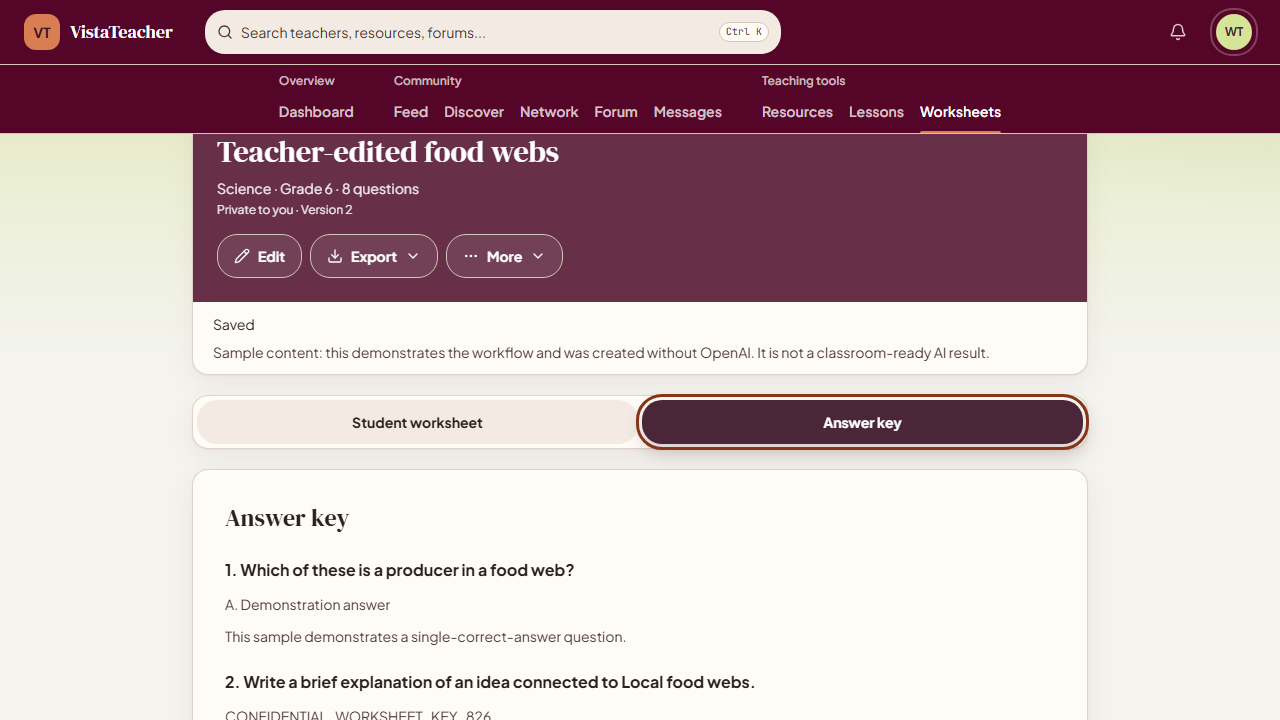 VT VistaTeacher
Search teachers, resources, forums... Ctrl K
WT
Overview Community Teaching tools
Dashboard Feed Discover Network Forum Messages Resources Lessons Worksheets
Teacher-edited food webs
Science · Grade 6 · 8 questions
Private to you · Version 2
Edit Export More
Saved
Sample content: this demonstrates the workflow and was created without OpenAI. It is not a classroom-ready AI result.
Student worksheet Answer key
Answer key
1. Which of these is a producer in a food web?
A. Demonstration answer
This sample demonstrates a single-correct-answer question.
2. Write a brief explanation of an idea connected to Local food webs.
CONFIDENTIAL_WORKSHEET_KEY_826